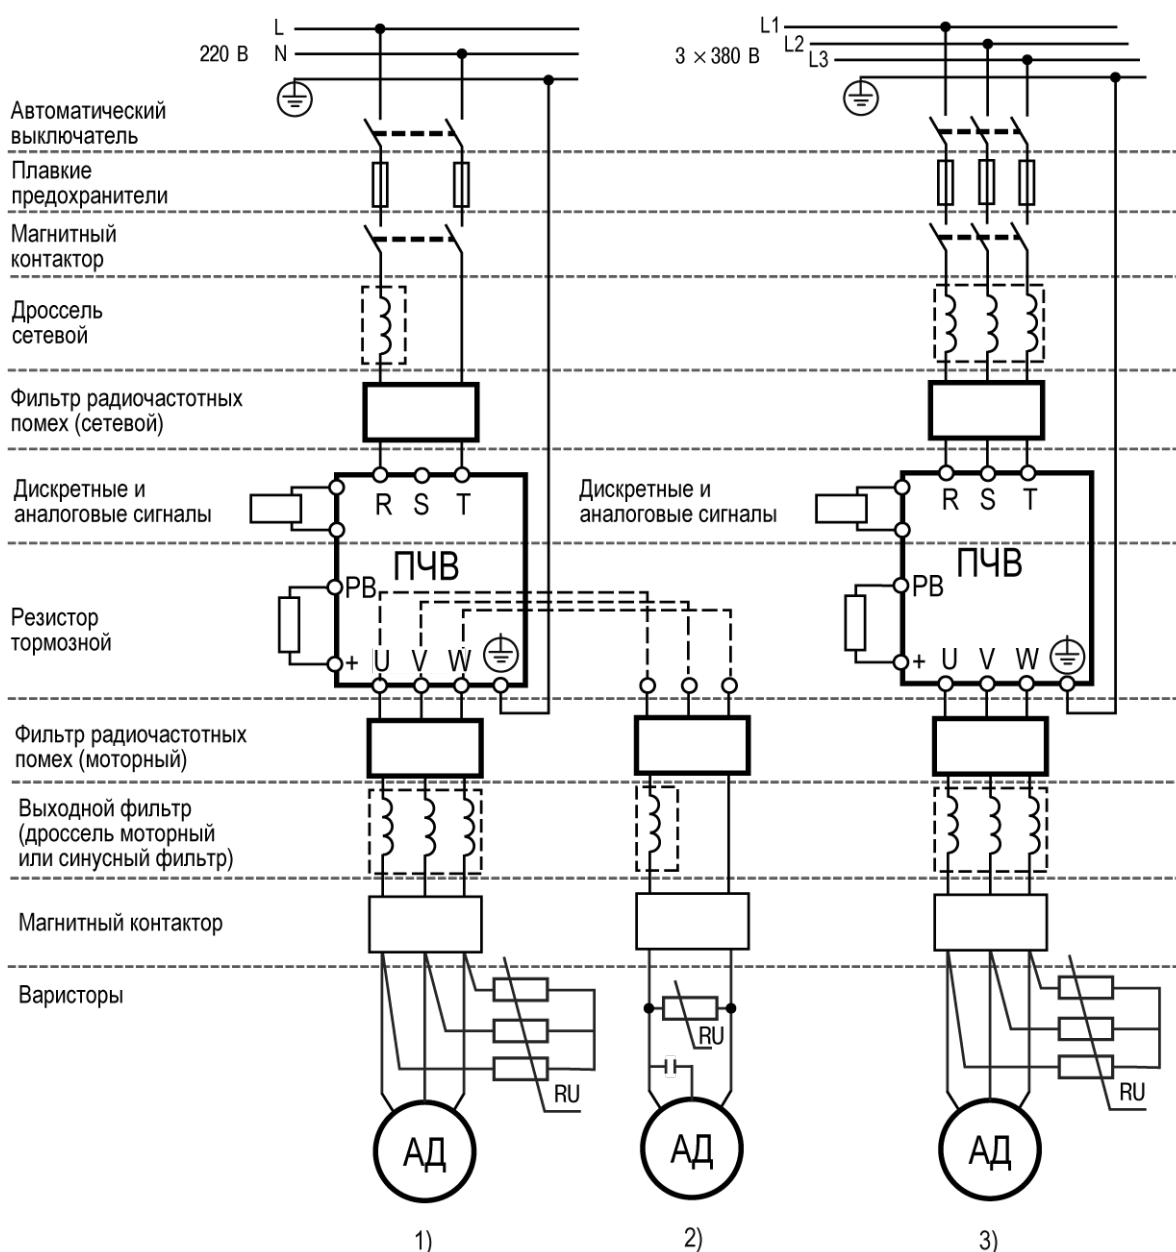 L
220 В N
L1
L2
3 × 380 В L3
Автоматический
выключатель
Плавкие
предохранители
Магнитный
контактор
Дроссель
сетевой
Фильтр радиочастотных
помех (сетевой)
Дискретные и
аналоговые сигналы
R S T
ПЧВ
PB
+ U V W
Дискретные и
аналоговые сигналы
R S T
ПЧВ
PB
+ U V W
Резистор
тормозной
Фильтр радиочастотных
помех (моторный)
Выходной фильтр
(дроссель моторный
или синусный фильтр)
Магнитный контактор
Варисторы
RU
RU
RU
АД
АД
АД
1)
2)
3)